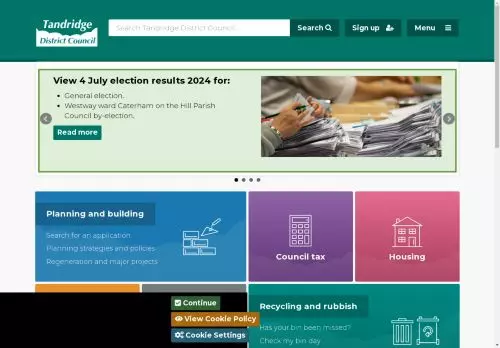 Tandridge
District Council
Search Tandridge District Council...
Search
Sign up
Menu
View 4 July election results 2024 for:
General election.
Westway ward Caterham on the Hill Parish
Council by-election.
Read more
Planning and building
Search for an application
Planning strategies and policies
Regeneration and major projects
Council tax
Housing
Continue
View Cookie Policy
Cookie Settings
Recycling and rubbish
Has your bin been missed?
Check my bin day